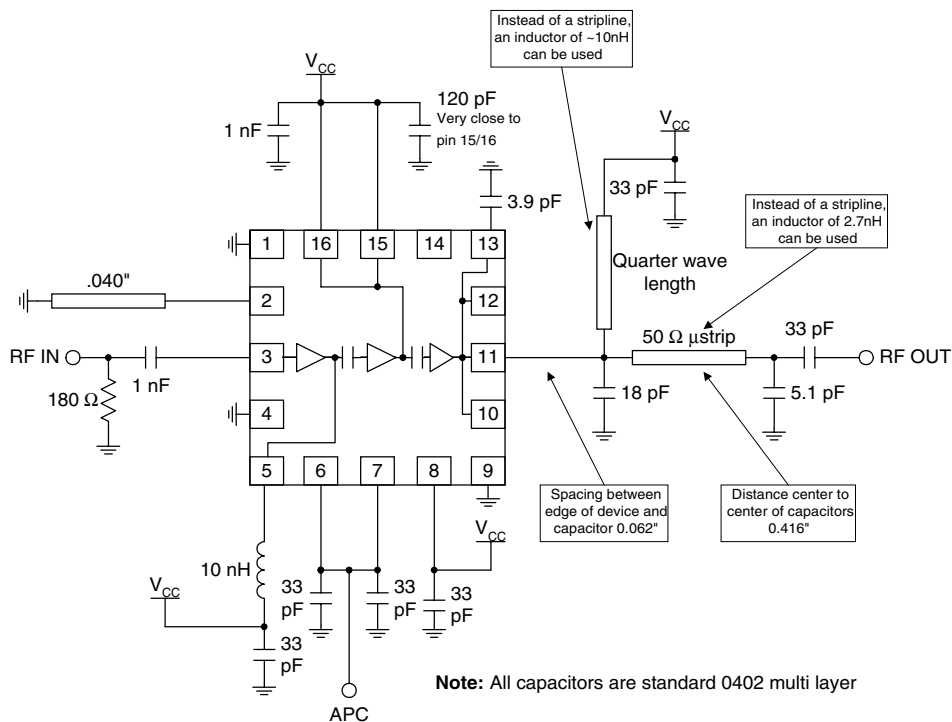 Instead of a stripline,
an inductor of ~10nH
can be used
VCC
120 pF
Very close to
pin 15/16
1 nF
VCC
33 pF
3.9 pF
Instead of a stripline,
an inductor of 2.7nH
can be used
1
16
15
14
13
Quarter wave
length
.040"
2
12
50 Ω μstrip
33 pF
RF IN
3
11
RF OUT
1 nF
180 Ω
18 pF
5.1 pF
4
10
5
6
7
8
9
Spacing between
edge of device and
capacitor 0.062"
Distance center to
center of capacitors
0.416"
VCC
10 nH
VCC
33
pF
33
pF
33
pF
33
pF
Note: All capacitors are standard 0402 multi layer
APC